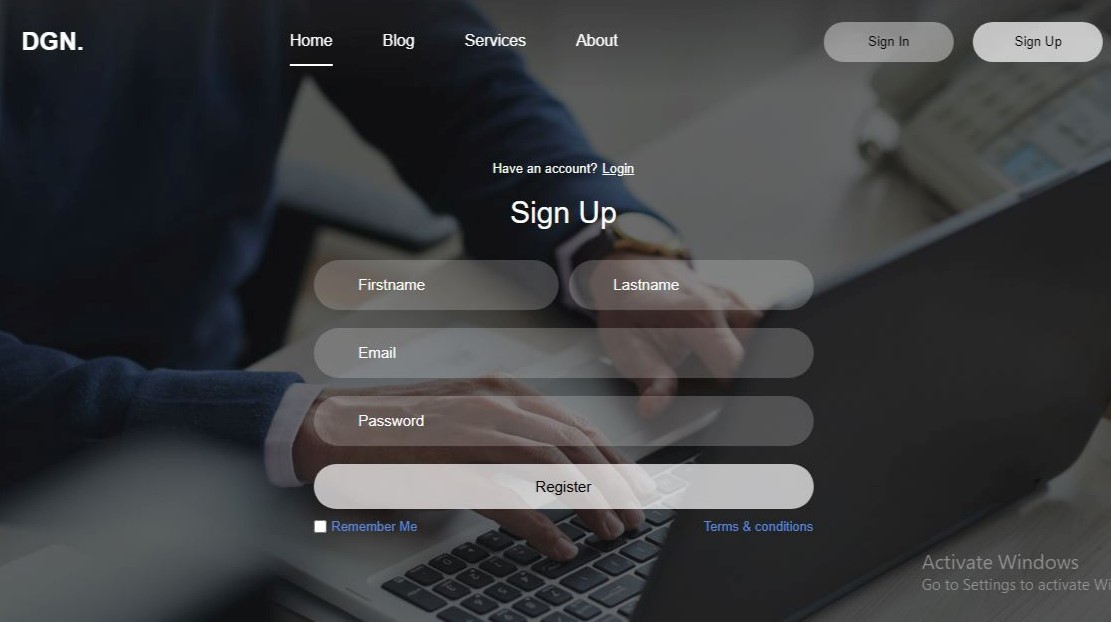 DGN.
Home Blog Services About
Sign In Sign Up
Have an account? Login
Sign Up
Firstname Lastname
Email
Password
Register
Remember Me Terms & conditions
Activate Windows
Go to Settings to activate Wi